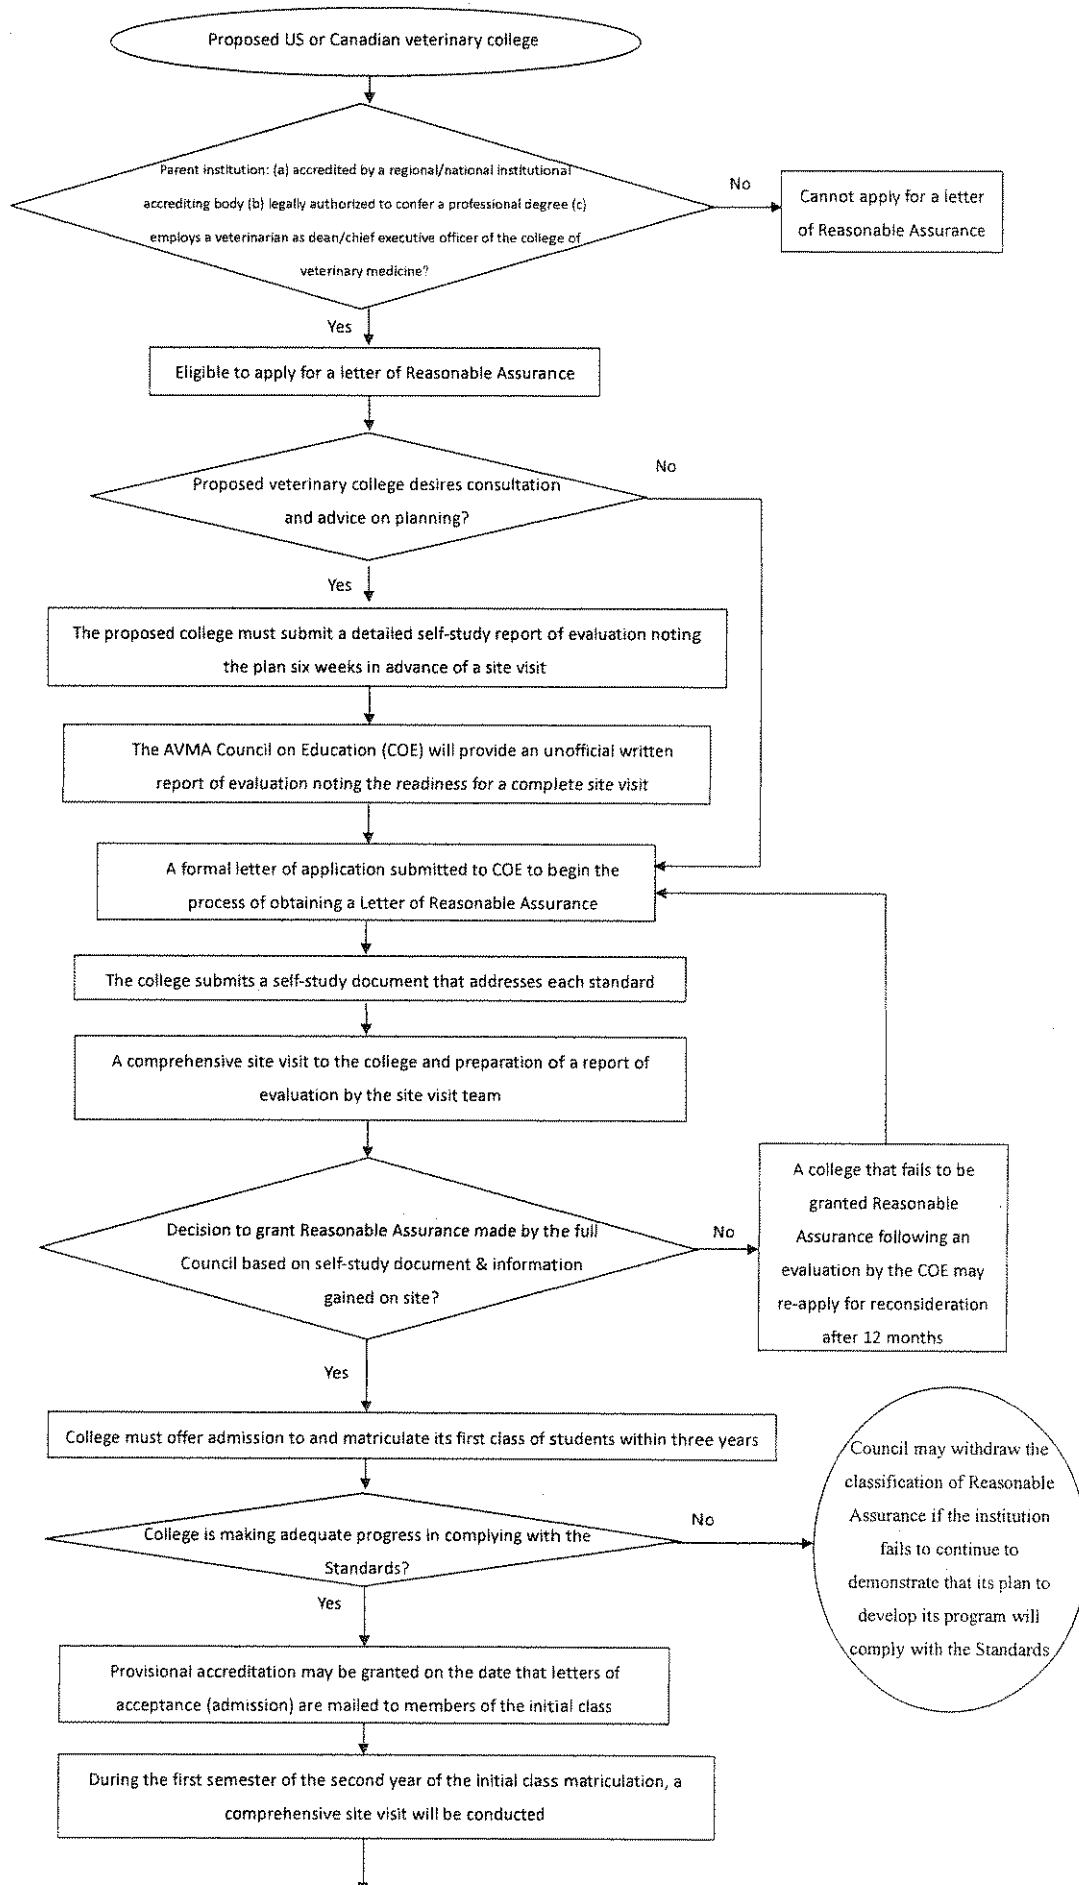 Proposed US or Canadian veterinary college
Parent institution: (a) accredited by a regional/national institutional
accrediting body (b) legally authorized to confer a professional degree (c)
employs a veterinarian as dean/chief executive officer of the college of
veterinary medicine?
No
Cannot apply for a letter
of Reasonable Assurance
Yes
Eligible to apply for a letter of Reasonable Assurance
No
Proposed veterinary college desires consultation
and advice on planning?
Yes
The proposed college must submit a detailed self-study report of evaluation noting
the plan six weeks in advance of a site visit
The AVMA Council on Education (COE) will provide an unofficial written
report of evaluation noting the readiness for a complete site visit
A formal letter of application submitted to COE to begin the
process of obtaining a Letter of Reasonable Assurance
The college submits a self-study document that addresses each standard
A comprehensive site visit to the college and preparation of a report of
evaluation by the site visit team
Decision to grant Reasonable Assurance made by the full
Council based on self-study document & information
gained on site?
No
A college that fails to be
granted Reasonable
Assurance following an
evaluation by the COE may
re-apply for reconsideration
after 12 months
Yes
College must offer admission to and matriculate its first class of students within three years
College is making adequate progress in complying with the
Standards?
No
Council may withdraw the
classification of Reasonable
Assurance if the institution
fails to continue to
demonstrate that its plan to
develop its program will
comply with the Standards
Yes
Provisional accreditation may be granted on the date that letters of
acceptance (admission) are mailed to members of the initial class
During the first semester of the second year of the initial class matriculation, a
comprehensive site visit will be conducted